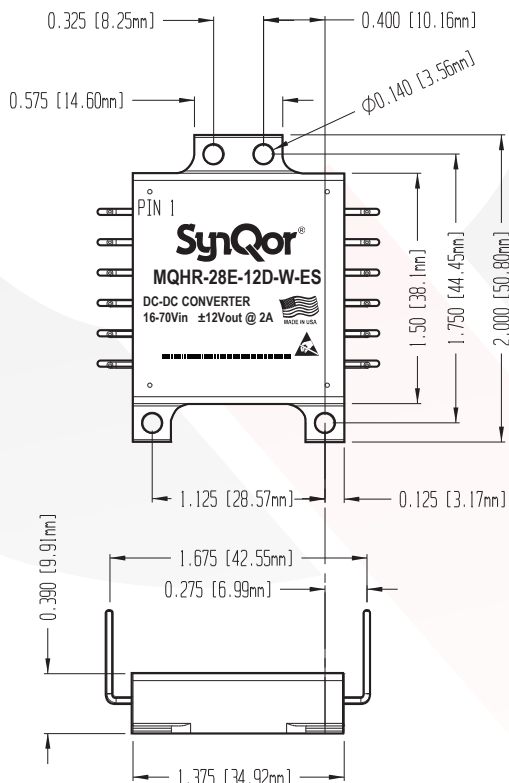 0.325 [8.25mm]
0.400 [10.16mm]
0.575 [14.60mm]
Ø0.140 [3.56mm]
PIN 1
SynQor®
MQHR-28E-12D-W-ES
DC-DC CONVERTER
16-70Vin ±12Vout @ 2A
MADE IN USA
1.50 [38.1mm]
1.750 [44.45mm]
2.000 [50.80mm]
1.125 [28.57mm]
0.125 [3.17mm]
1.675 [42.55mm]
0.275 [6.99mm]
0.390 [9.91mm]
1.375 [34.92mm]